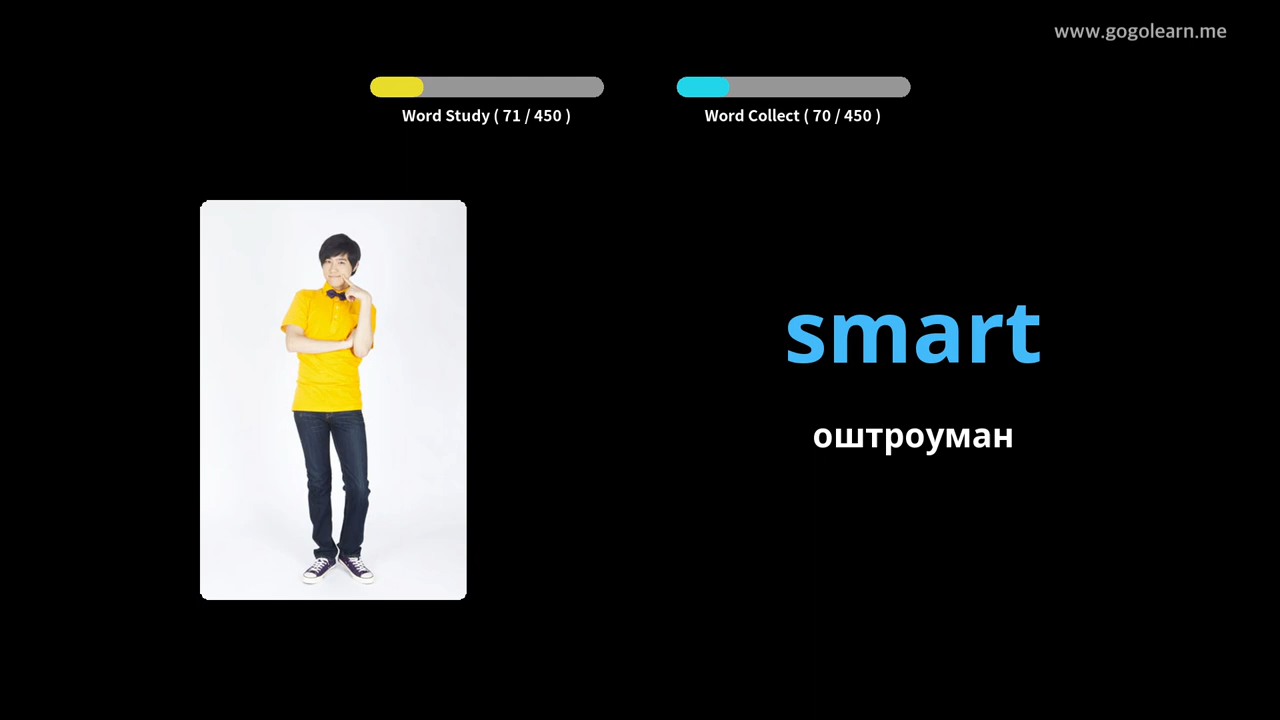 www.gogolearn.me
Word Study ( 71 / 450 )
Word Collect ( 70 / 450 )
smart
оштроуман